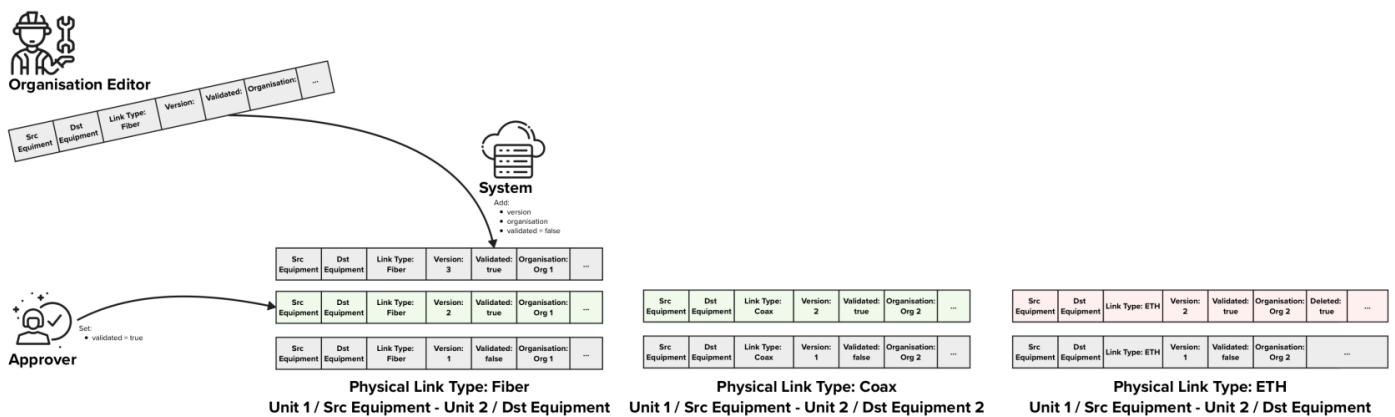 Organisation Editor
Src
Equiment
Dst
Equipment
Link Type:
Fiber
Version:
Validated:
Organisation:
...
System
Add:
• version
• organisation
• validated = false
Src
Equipment
Dst
Equipment
Link Type:
Fiber
Version:
3
Validated:
true
Organisation:
Org 1
...
Src
Equipment
Dst
Equipment
Link Type:
Fiber
Version:
2
Validated:
true
Organisation:
Org 1
...
Src
Equipment
Dst
Equipment
Link Type:
Fiber
Version:
1
Validated:
false
Organisation:
Org 1
...
Approver
Set:
• validated = true
Physical Link Type: Fiber
Unit 1 / Src Equipment - Unit 2 / Dst Equipment
Src
Equipment
Dst
Equipment
Link Type:
Coax
Version:
2
Validated:
true
Organisation:
Org 2
...
Src
Equipment
Dst
Equipment
Link Type:
Coax
Version:
1
Validated:
false
Organisation:
Org 2
...
Physical Link Type: Coax
Unit 1 / Src Equipment - Unit 2 / Dst Equipment 2
Src
Equipment
Dst
Equipment
Link Type: ETH
Version:
2
Validated:
true
Organisation:
Org 2
Deleted:
true
...
Src
Equipment
Dst
Equipment
Link Type: ETH
Version:
1
Validated:
false
Organisation:
Org 2
...
Physical Link Type: ETH
Unit 1 / Src Equipment - Unit 2 / Dst Equipment